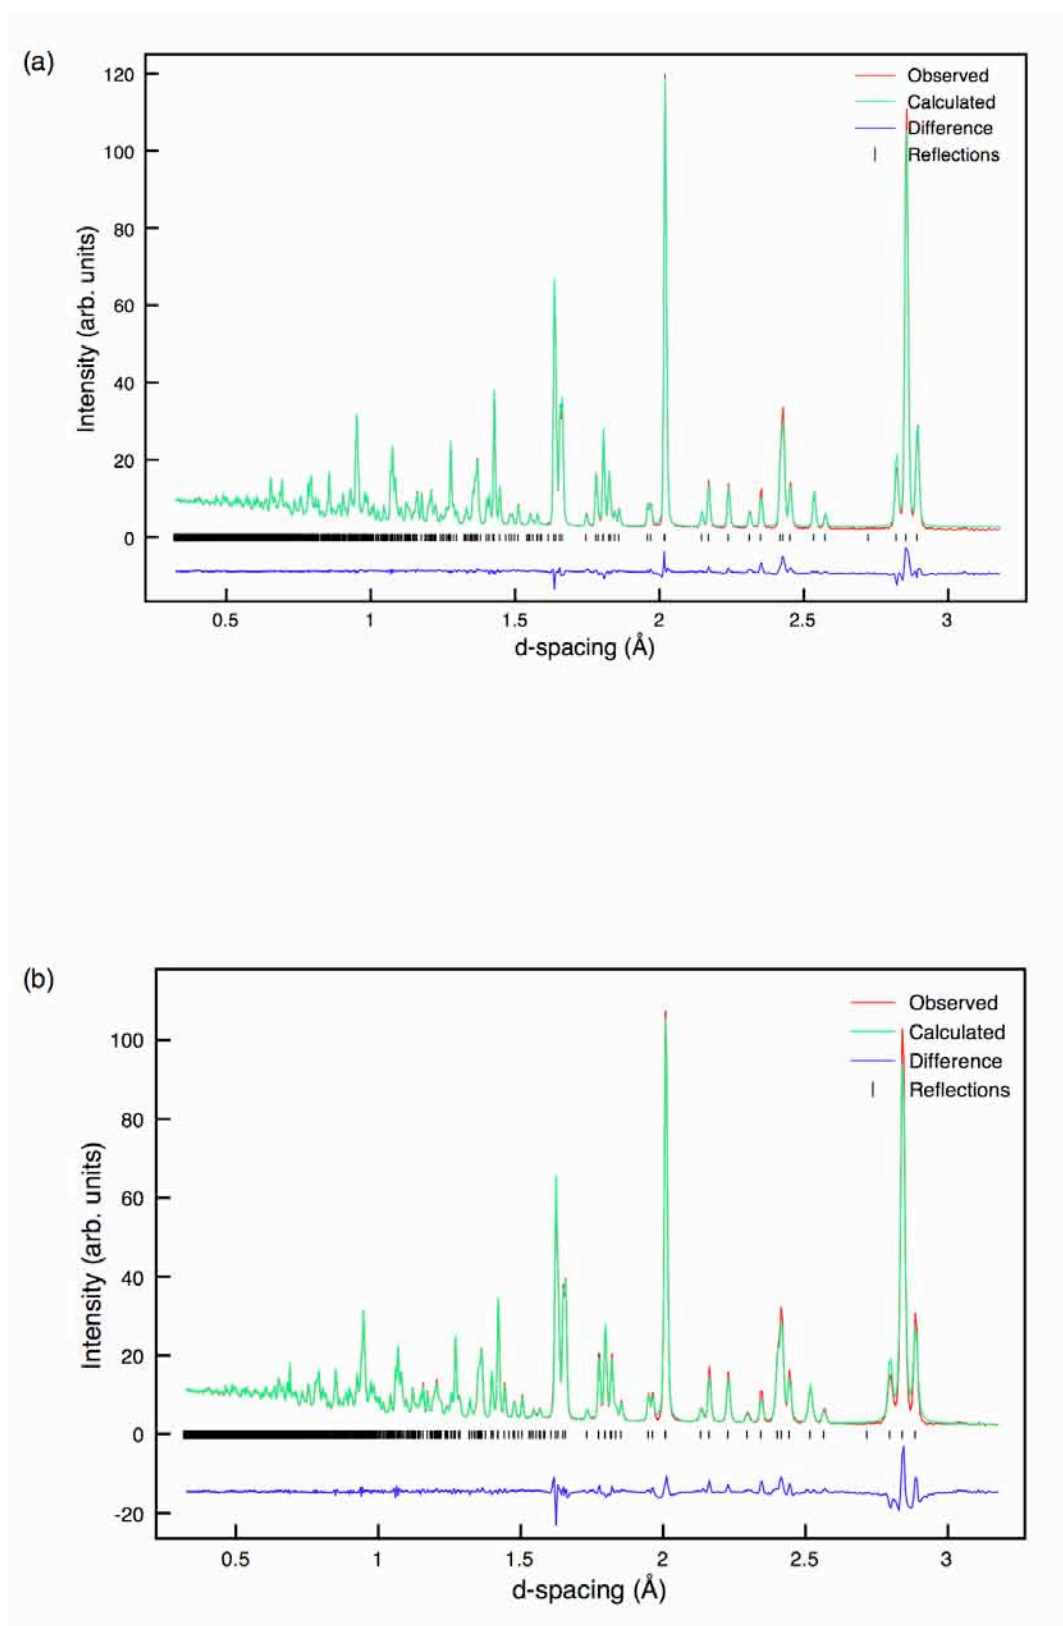 (a)
120
100
80
60
40
20
0
Intensity (arb. units)
Observed
Calculated
Difference
Reflections
0.5 1 1.5 2 2.5 3
d-spacing (Å)
(b)
100
80
60
40
20
0
-20
Intensity (arb. units)
Observed
Calculated
Difference
Reflections
0.5 1 1.5 2 2.5 3
d-spacing (Å)